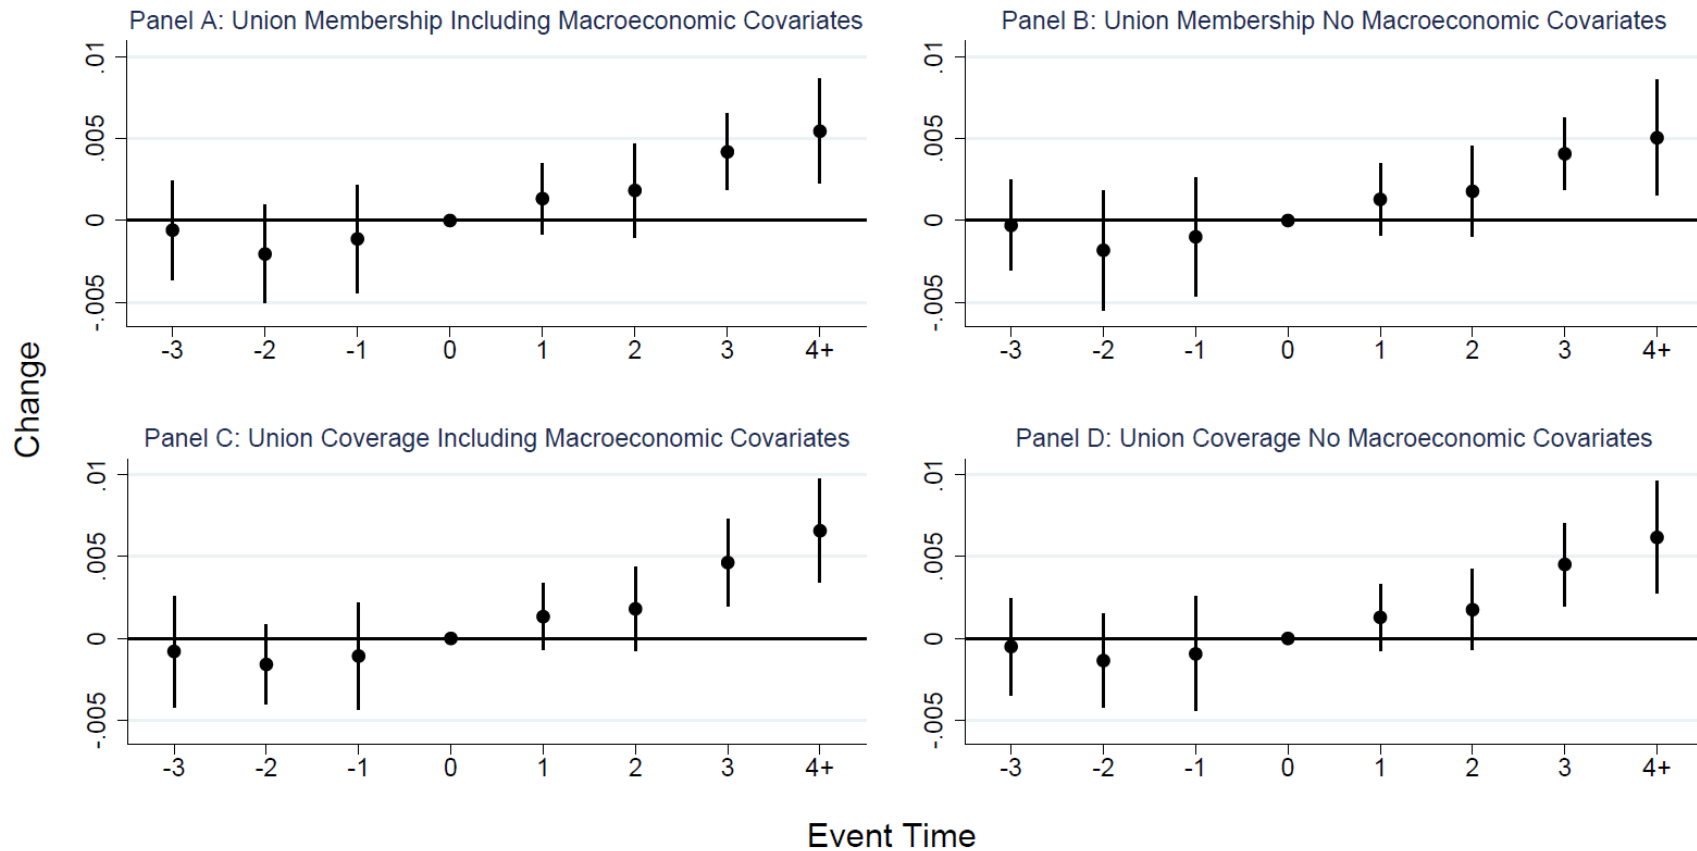 Panel A: Union Membership Including Macroeconomic Covariates
.01
.005
0
-.005
-3 -2 -1 0 1 2 3 4+
Panel B: Union Membership No Macroeconomic Covariates
.01
.005
0
-.005
-3 -2 -1 0 1 2 3 4+
Change
Panel C: Union Coverage Including Macroeconomic Covariates
.01
.005
0
-.005
-3 -2 -1 0 1 2 3 4+
Panel D: Union Coverage No Macroeconomic Covariates
.01
.005
0
-.005
-3 -2 -1 0 1 2 3 4+
Event Time